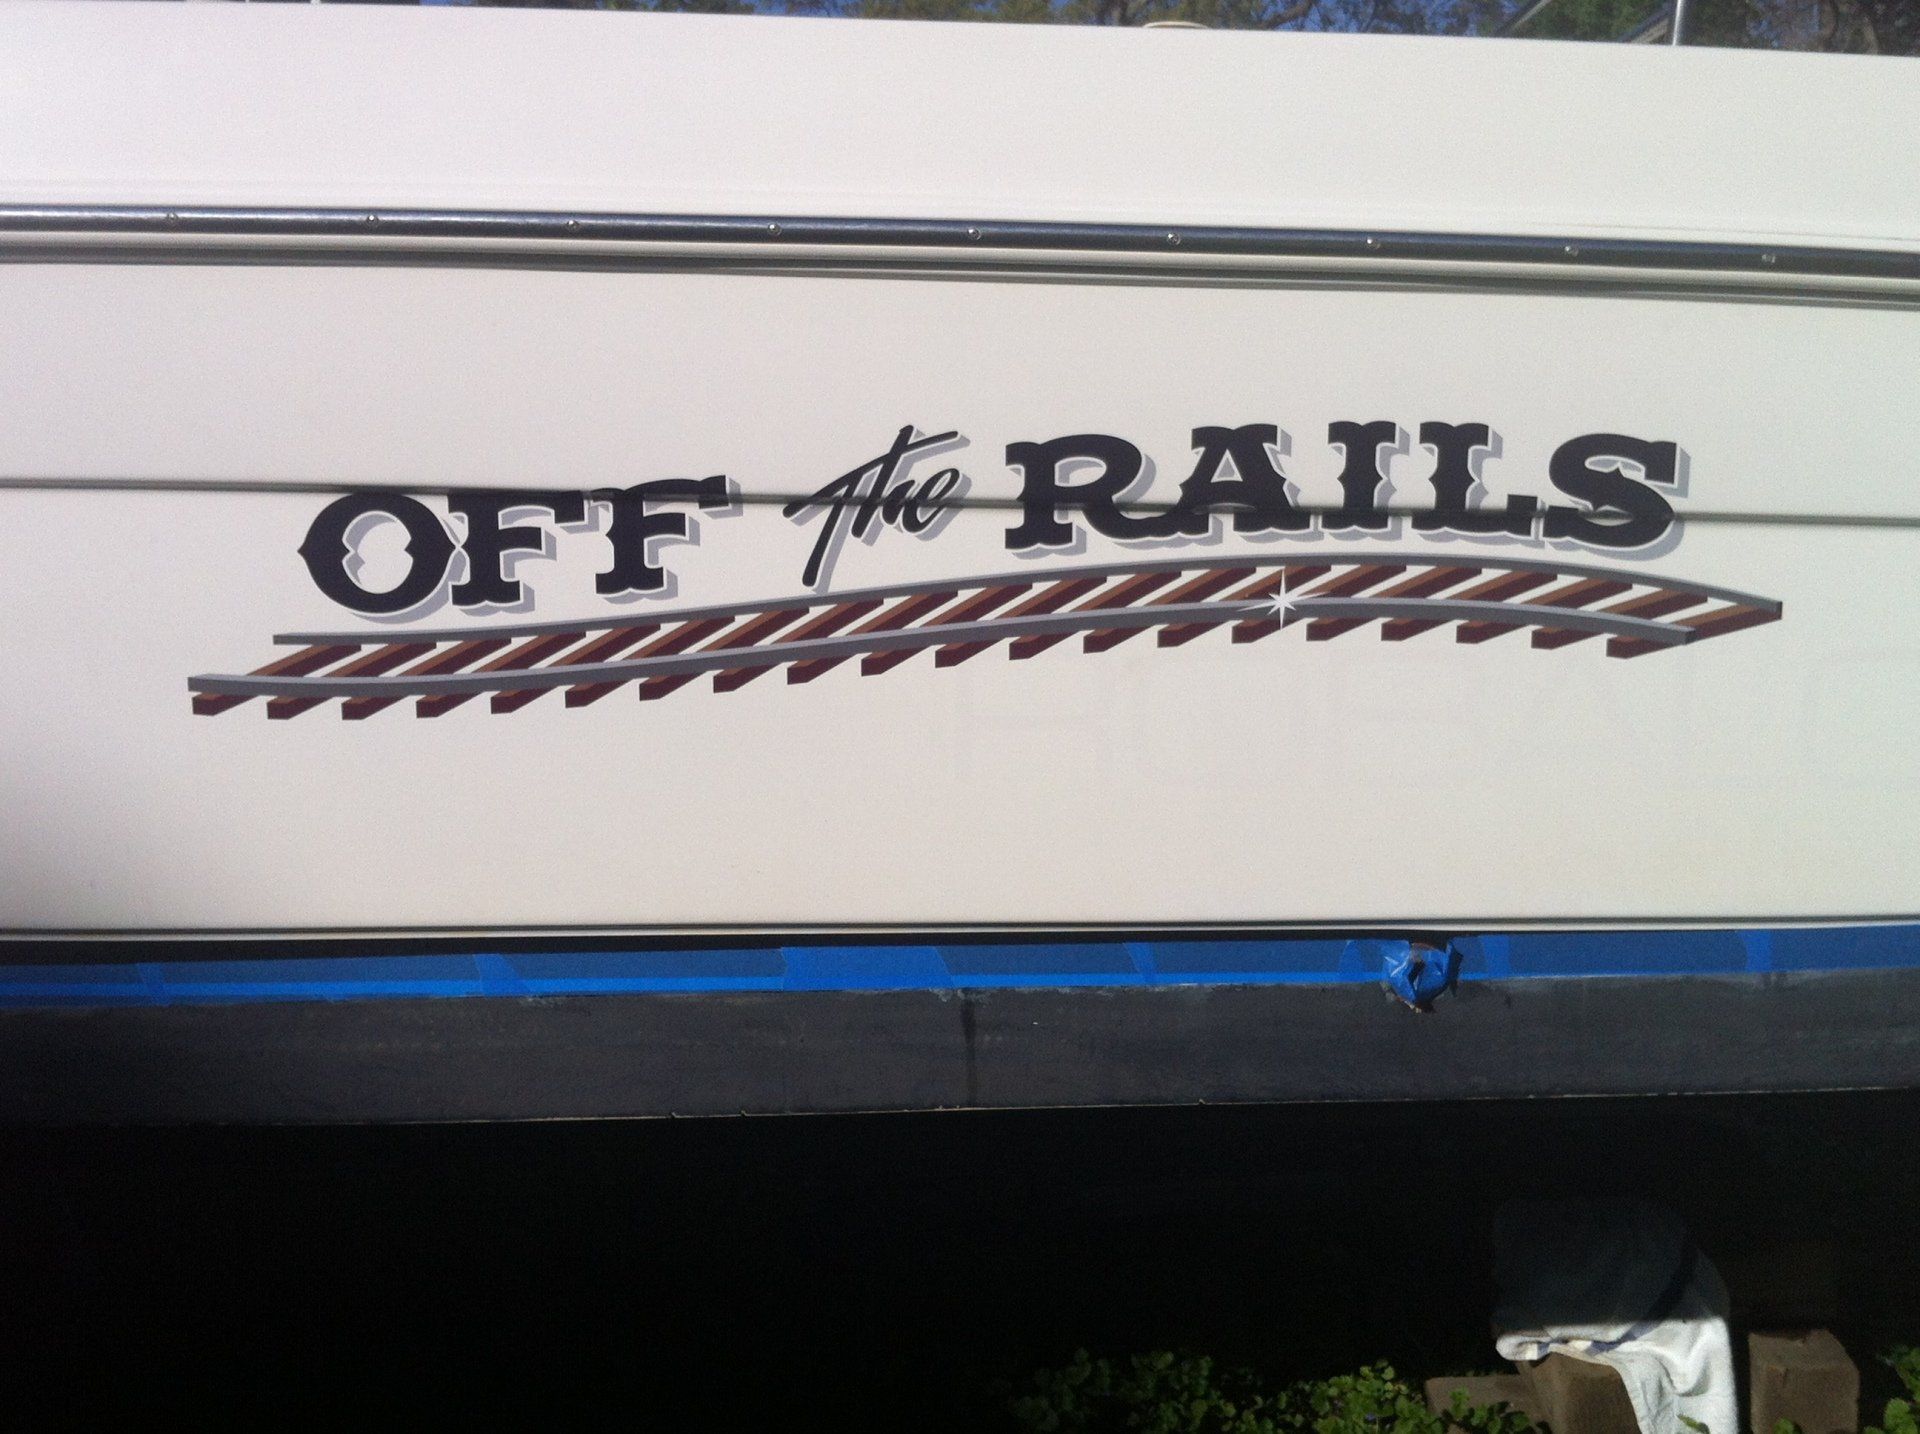 OFF the RAILS